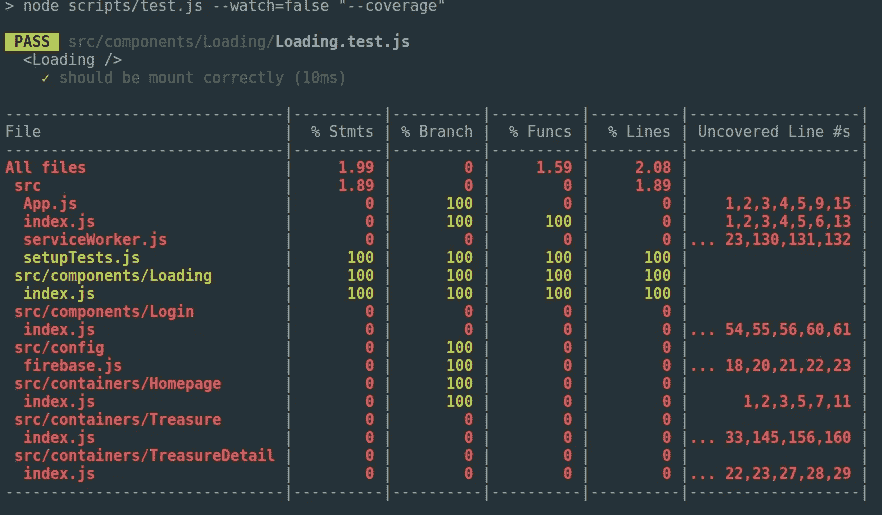 > node scripts/test.js --watch=false "--coverage"
PASS src/components/Loading/Loading.test.js
<Loading />
✓ should be mount correctly (10ms)
-------------------------------|----------|----------|----------|----------|-------------------|
File | % Stmts | % Branch | % Funcs | % Lines | Uncovered Line #s |
-------------------------------|----------|----------|----------|----------|-------------------|
All files | 1.99 | 0 | 1.59 | 2.08 | |
src | 1.89 | 0 | 0 | 1.89 | |
App.js | 0 | 100 | 0 | 0 | 1,2,3,4,5,9,15 |
index.js | 0 | 100 | 100 | 0 | 1,2,3,4,5,6,13 |
serviceWorker.js | 0 | 0 | 0 | 0 |... 23,130,131,132 |
setupTests.js | 100 | 100 | 100 | 100 | |
src/components/Loading | 100 | 100 | 100 | 100 | |
index.js | 100 | 100 | 100 | 100 | |
src/components/Login | 0 | 0 | 0 | 0 | |
index.js | 0 | 0 | 0 | 0 |... 54,55,56,60,61 |
src/config | 0 | 100 | 0 | 0 | |
firebase.js | 0 | 100 | 0 | 0 |... 18,20,21,22,23 |
src/containers/Homepage | 0 | 100 | 0 | 0 | |
index.js | 0 | 100 | 0 | 0 | 1,2,3,5,7,11 |
src/containers/Treasure | 0 | 0 | 0 | 0 | |
index.js | 0 | 0 | 0 | 0 |... 33,145,156,160 |
src/containers/TreasureDetail | 0 | 0 | 0 | 0 | |
index.js | 0 | 0 | 0 | 0 |... 22,23,27,28,29 |
-------------------------------|----------|----------|----------|----------|-------------------|